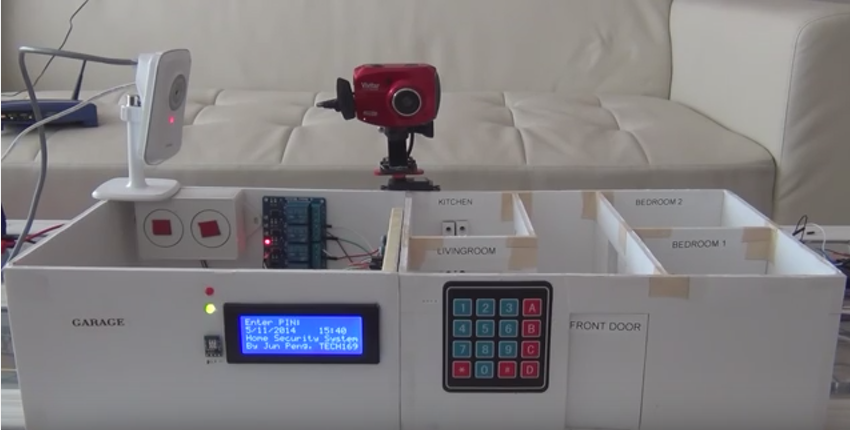 Vivitar
KITCHEN
BEDROOM 2
LIVINGROOM
BEDROOM 1
GARAGE
Enter PIN:
5/11/2014 15:40
Home Security System
By Jun Peng, TECH169
1 2 3 A
4 5 6 B
7 8 9 C
* 0 # D
FRONT DOOR